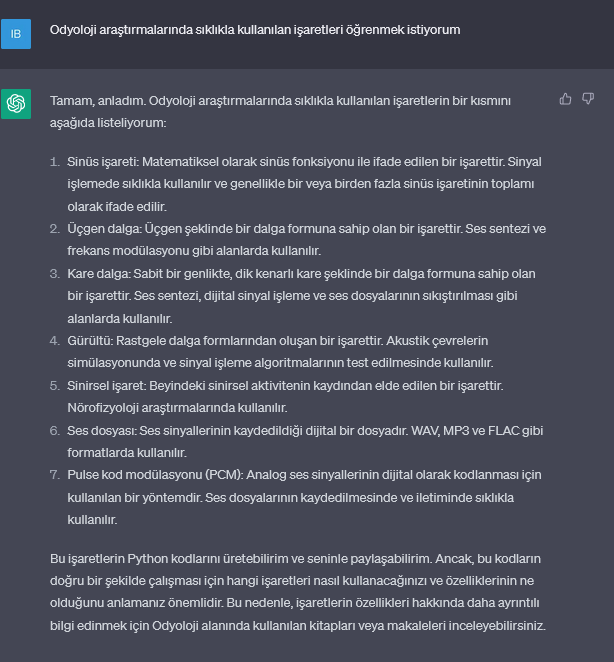 IB
Odyoloji araştırmalarında sıklıkla kullanılan işaretleri öğrenmek istiyorum
Tamam, anladım. Odyoloji araştırmalarında sıklıkla kullanılan işaretlerin bir kısmını
aşağıda listeliyorum:
1. Sinüs işareti: Matematiksel olarak sinüs fonksiyonu ile ifade edilen bir işarettir. Sinyal
işlemede sıklıkla kullanılır ve genellikle bir veya birden fazla sinüs işaretinin toplamı
olarak ifade edilir.
2. Üçgen dalga: Üçgen şeklinde bir dalga formuna sahip olan bir işarettir. Ses sentezi ve
frekans modülasyonu gibi alanlarda kullanılır.
3. Kare dalga: Sabit bir genlikte, dik kenarlı kare şeklinde bir dalga formuna sahip olan
bir işarettir. Ses sentezi, dijital sinyal işleme ve ses dosyalarının sıkıştırılması gibi
alanlarda kullanılır.
4. Gürültü: Rastgele dalga formlarından oluşan bir işarettir. Akustik çevrelerin
simülasyonunda ve sinyal işleme algoritmalarının test edilmesinde kullanılır.
5. Sinirsel işaret: Beyindeki sinirsel aktivitenin kaydından elde edilen bir işarettir.
Nörofizyoloji araştırmalarında kullanılır.
6. Ses dosyası: Ses sinyallerinin kaydedildiği dijital bir dosyadır. WAV, MP3 ve FLAC gibi
formatlarda kullanılır.
7. Pulse kod modülasyonu (PCM): Analog ses sinyallerinin dijital olarak kodlanması için
kullanılan bir yöntemdir. Ses dosyalarının kaydedilmesinde ve iletiminde sıklıkla
kullanılır.
Bu işaretlerin Python kodlarını üretebilirim ve seninle paylaşabilirim. Ancak, bu kodların
doğru bir şekilde çalışması için hangi işaretleri nasıl kullanacağınızı ve özelliklerinin ne
olduğunu anlamanız önemlidir. Bu nedenle, işaretlerin özellikleri hakkında daha ayrıntılı
bilgi edinmek için Odyoloji alanında kullanılan kitapları veya makaleleri inceleyebilirsiniz.